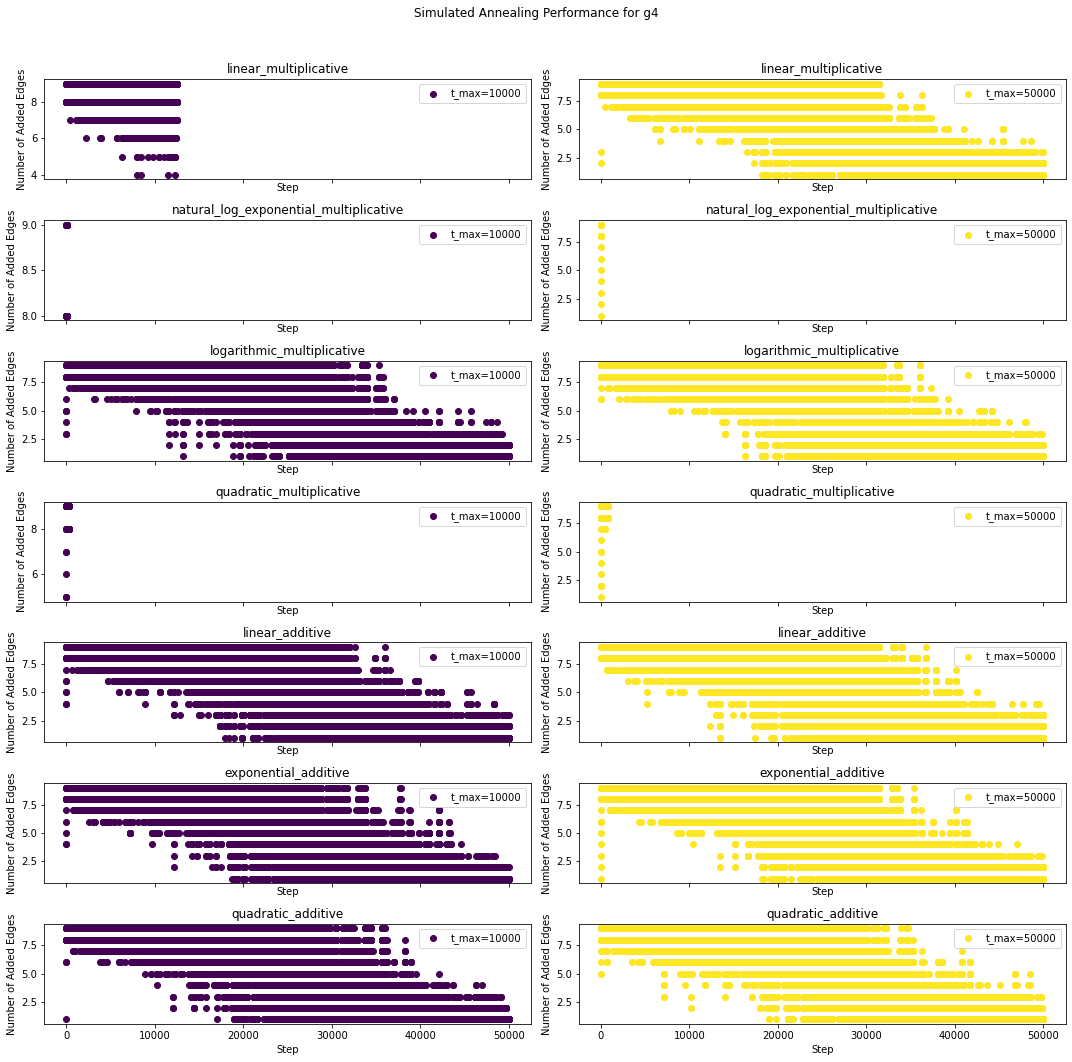 Simulated Annealing Performance for g4
linear_multiplicative
Number of Added Edges
8
6
4
t_max=10000
Step
linear_multiplicative
Number of Added Edges
7.5
5.0
2.5
t_max=50000
Step
natural_log_exponential_multiplicative
Number of Added Edges
9.0
8.5
8.0
t_max=10000
Step
natural_log_exponential_multiplicative
Number of Added Edges
7.5
5.0
2.5
t_max=50000
Step
logarithmic_multiplicative
Number of Added Edges
7.5
5.0
2.5
t_max=10000
Step
logarithmic_multiplicative
Number of Added Edges
7.5
5.0
2.5
t_max=50000
Step
quadratic_multiplicative
Number of Added Edges
8
6
t_max=10000
Step
quadratic_multiplicative
Number of Added Edges
7.5
5.0
2.5
t_max=50000
Step
linear_additive
Number of Added Edges
7.5
5.0
2.5
t_max=10000
Step
linear_additive
Number of Added Edges
7.5
5.0
2.5
t_max=50000
Step
exponential_additive
Number of Added Edges
7.5
5.0
2.5
t_max=10000
Step
exponential_additive
Number of Added Edges
7.5
5.0
2.5
t_max=50000
Step
quadratic_additive
Number of Added Edges
7.5
5.0
2.5
t_max=10000
0 10000 20000 30000 40000 50000
Step
quadratic_additive
Number of Added Edges
7.5
5.0
2.5
t_max=50000
0 10000 20000 30000 40000 50000
Step